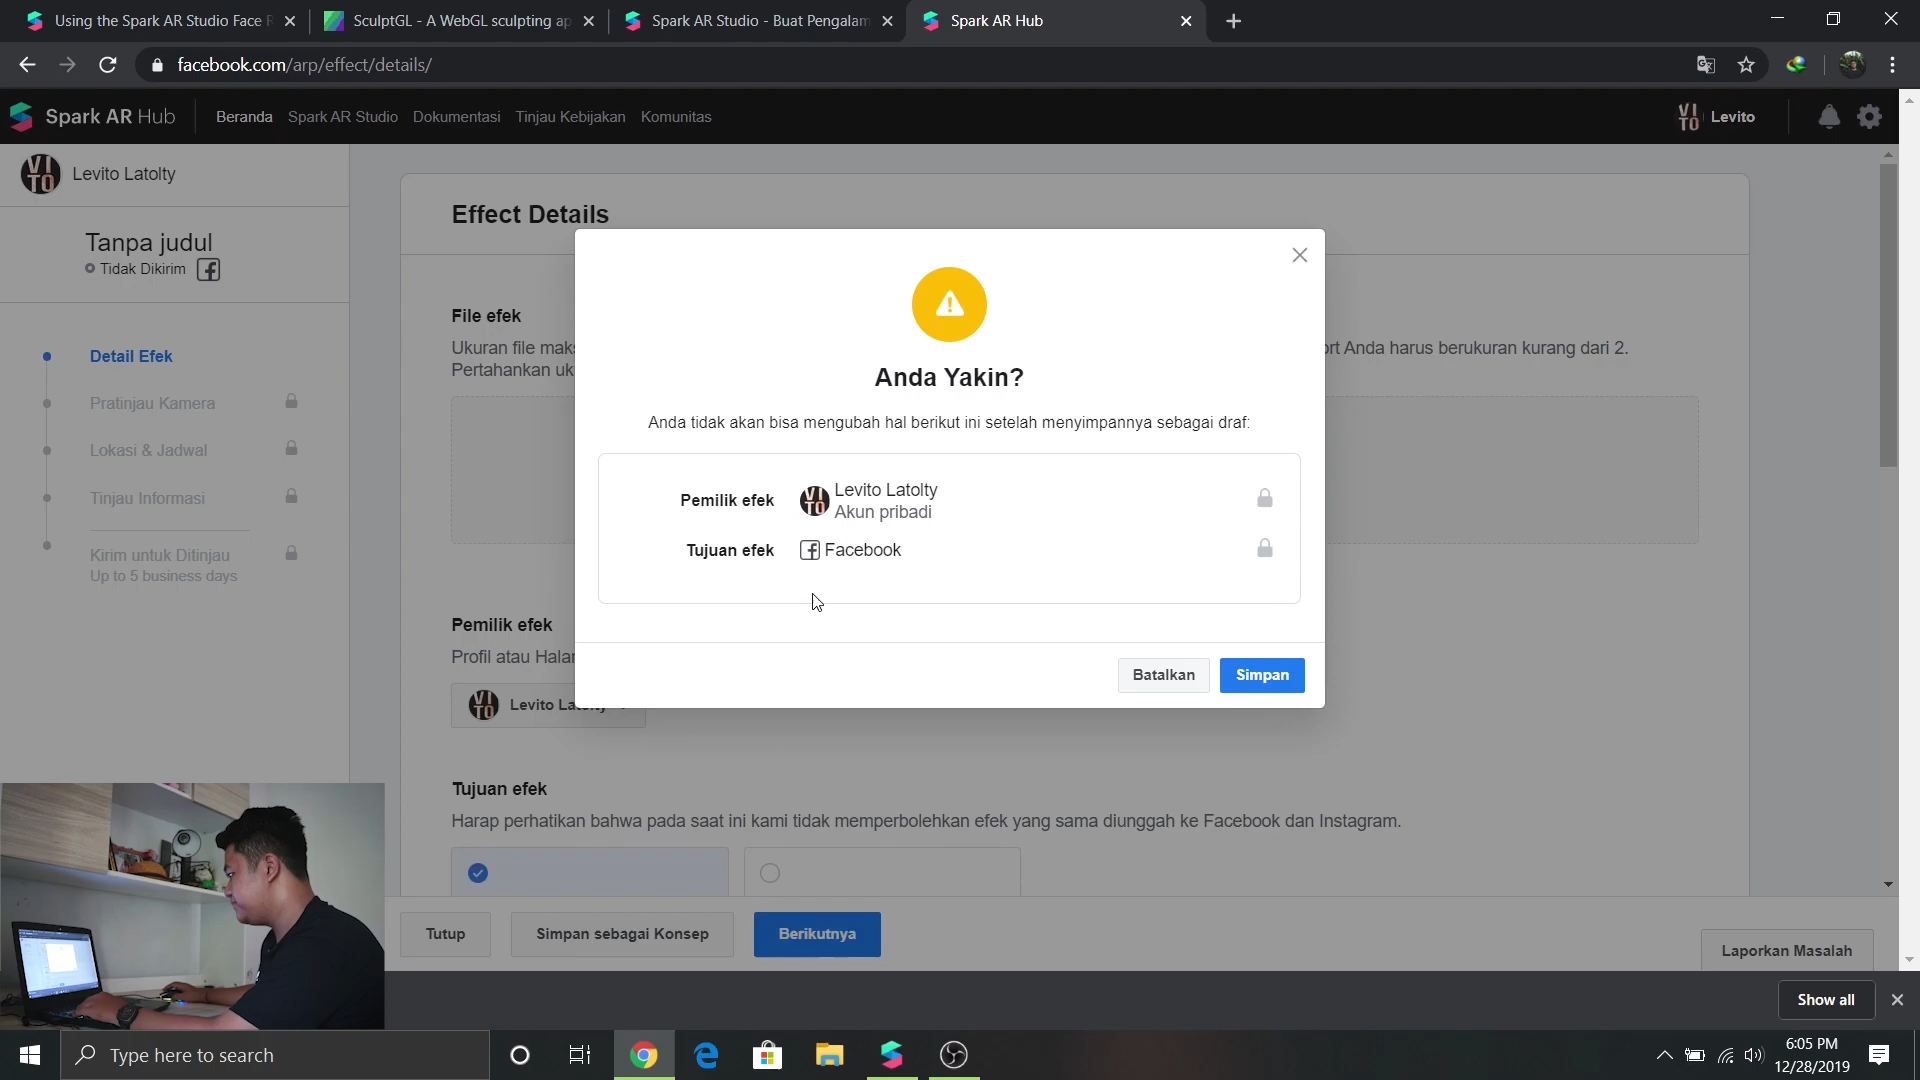 Using the Spark AR Studio Face R
SculptGL - A WebGL sculpting ap
Spark AR Studio - Buat Pengalam
Spark AR Hub
facebook.com/arp/effect/details/
Spark AR Hub
Beranda
Spark AR Studio
Dokumentasi
Tinjau Kebijakan
Komunitas
VITO
Levito
Levito Latolty
Tanpa judul
Tidak Dikirim
Detail Efek
Pratinjau Kamera
Lokasi & Jadwal
Tinjau Informasi
Kirim untuk Ditinjau
Up to 5 business days
Effect Details
File efek
Ukuran file mak
ort Anda harus berukuran kurang dari 2.
Pertahankan uk
Anda Yakin?
Anda tidak akan bisa mengubah hal berikut ini setelah menyimpannya sebagai draf:
Pemilik efek
Levito Latolty
Akun pribadi
Tujuan efek
Facebook
Batalkan
Simpan
Pemilik efek
Profil atau Halar
Tujuan efek
Harap perhatikan bahwa pada saat ini kami tidak memperbolehkan efek yang sama diunggah ke Facebook dan Instagram.
Tutup
Simpan sebagai Konsep
Berikutnya
Laporkan Masalah
Show all
Type here to search
6:05 PM
12/28/2019